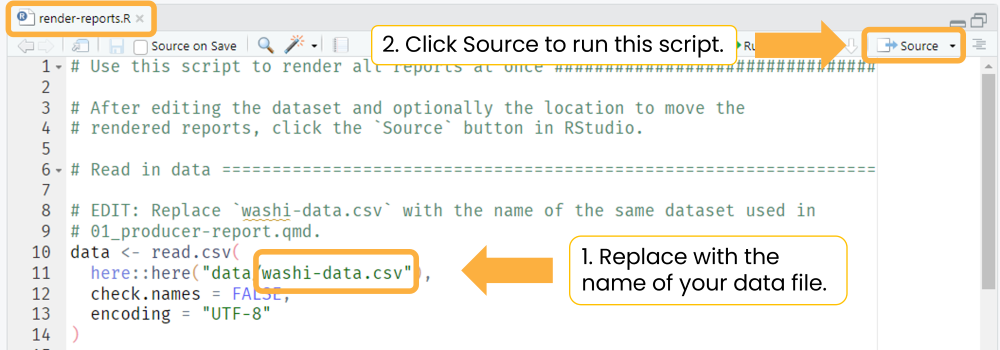 render-reports.R
Source on Save
2. Click Source to run this script.
Source
1 # Use this script to render all reports at once ################################
2
3 # After editing the dataset and optionally the location to move the
4 # rendered reports, click the `Source` button in RStudio.
5
6 # Read in data =================================================================
7
8 # EDIT: Replace `washi-data.csv` with the name of the same dataset used in
9 # 01_producer-report.qmd.
10 data <- read.csv(
11 here::here("data/washi-data.csv"),
12 check.names = FALSE,
13 encoding = "UTF-8"
14 )
1. Replace with the
name of your data file.